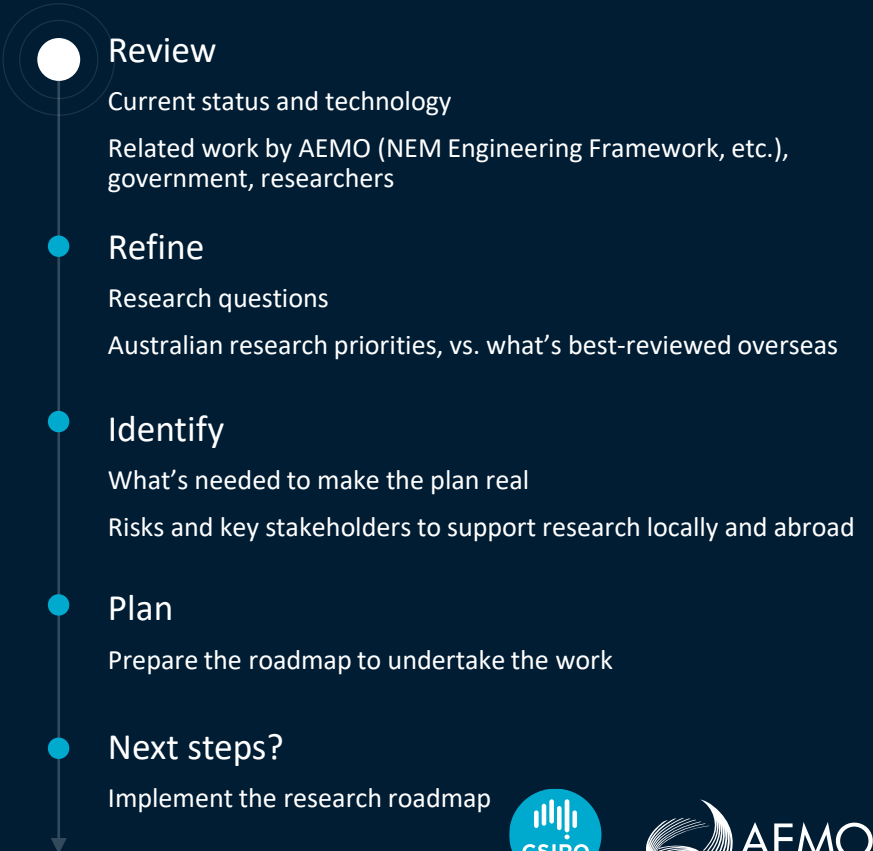 Review
Current status and technology
Related work by AEMO (NEM Engineering Framework, etc.),
government, researchers
Refine
Research questions
Australian research priorities, vs. what's best-reviewed overseas
Identify
What's needed to make the plan real
Risks and key stakeholders to support research locally and abroad
Plan
Prepare the roadmap to undertake the work
Next steps?
Implement the research roadmap
CSIRO
AEMO